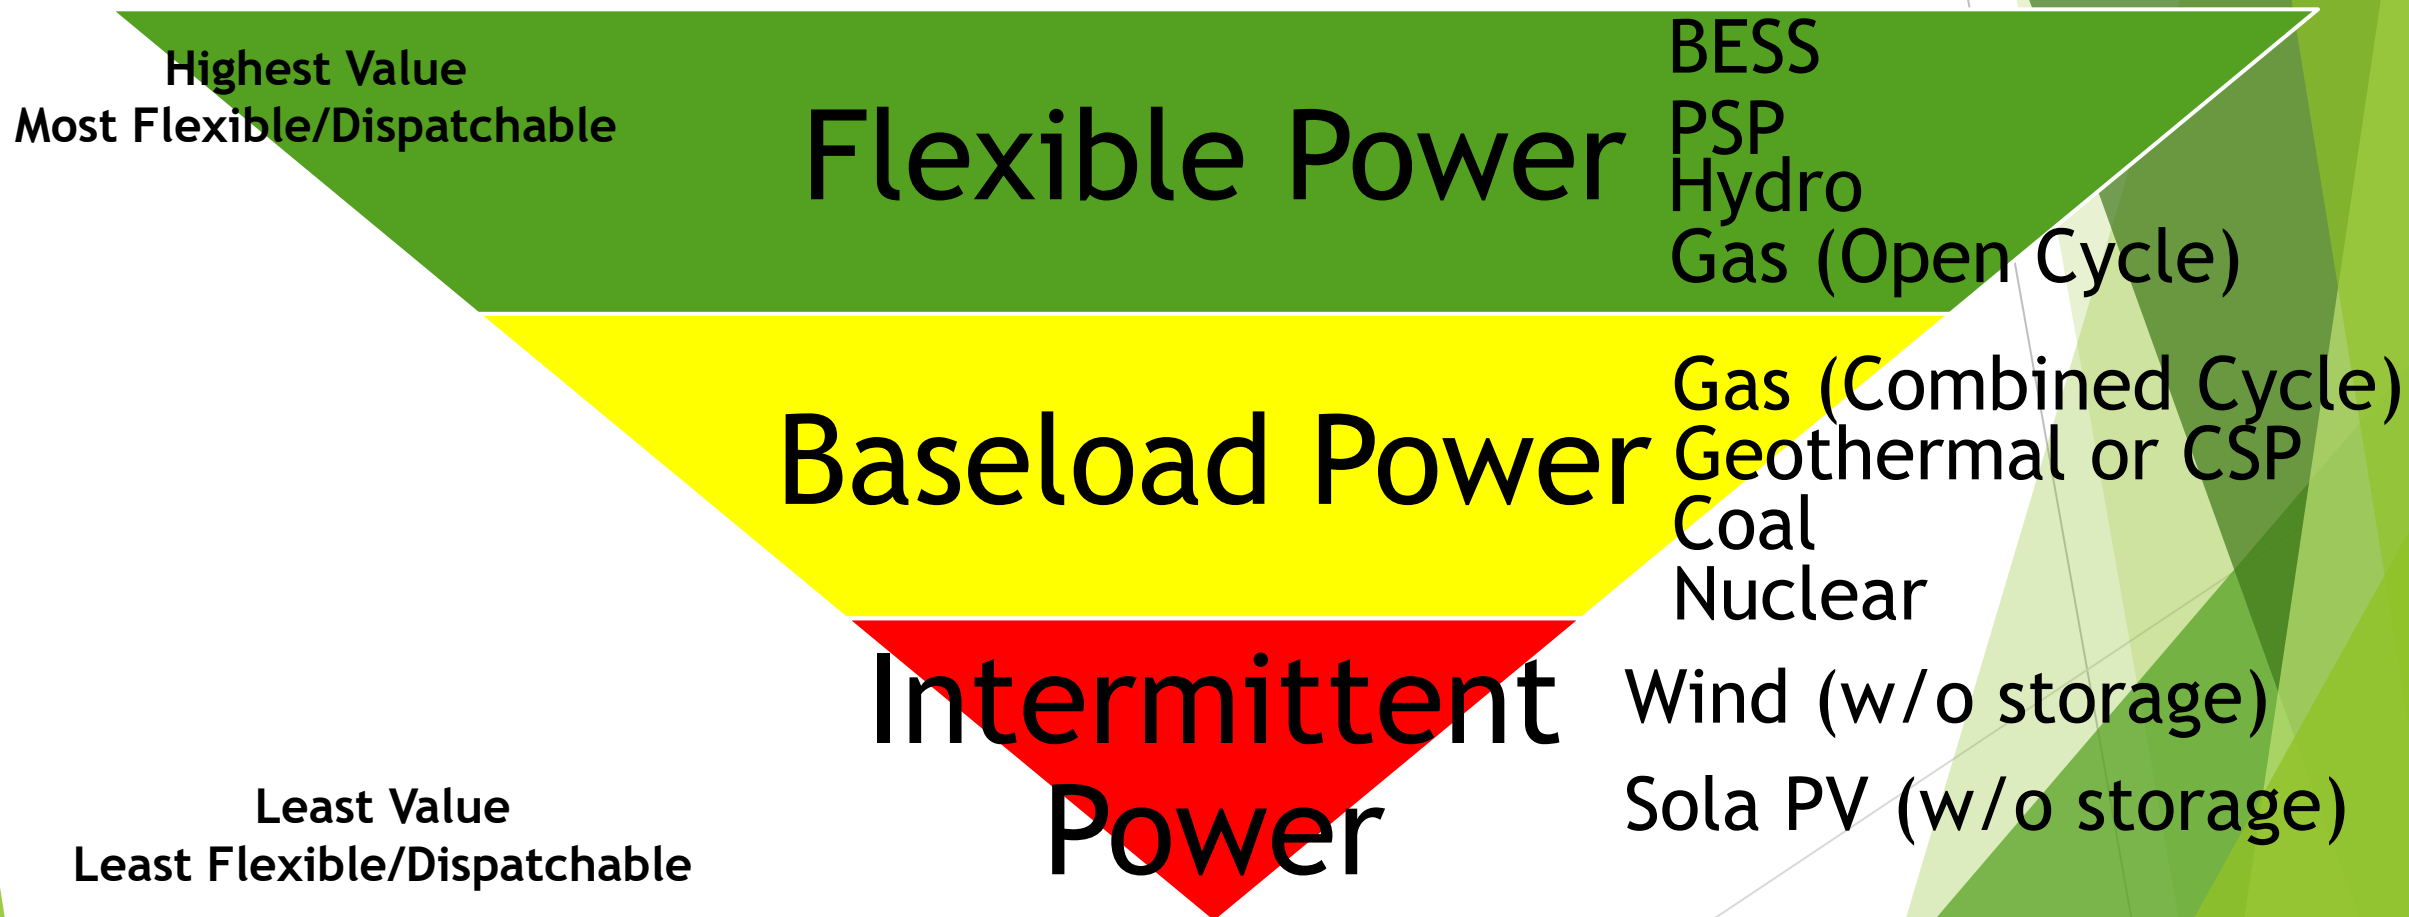 Highest Value
Most Flexible/Dispatchable
Flexible Power
BESS
PSP
Hydro
Gas (Open Cycle)
Baseload Power
Gas (Combined Cycle)
Geothermal or CSP
Coal
Nuclear
Intermittent
Power
Wind (w/o storage)
Sola PV (w/o storage)
Least Value
Least Flexible/Dispatchable